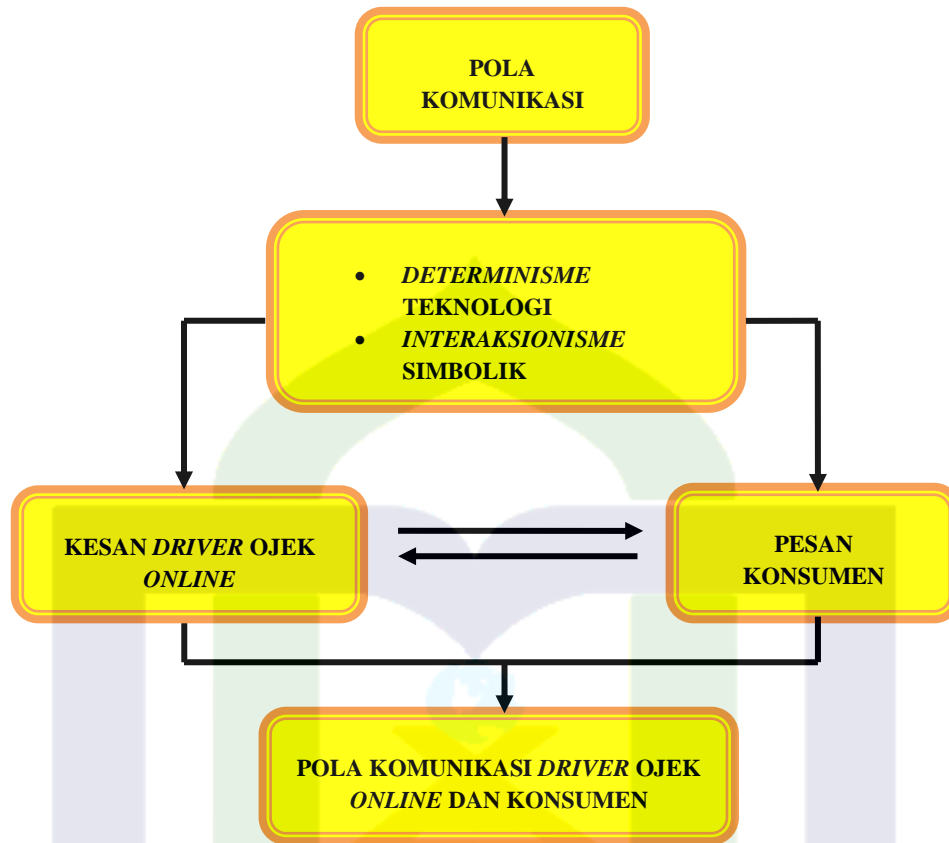 POLA
KOMUNIKASI
• DETERMINISME
TEKNOLOGI
• INTERAKSIONISME
SIMBOLIK
KESAN DRIVER OJEK
ONLINE
PESAN
KONSUMEN
POLA KOMUNIKASI DRIVER OJEK
ONLINE DAN KONSUMEN